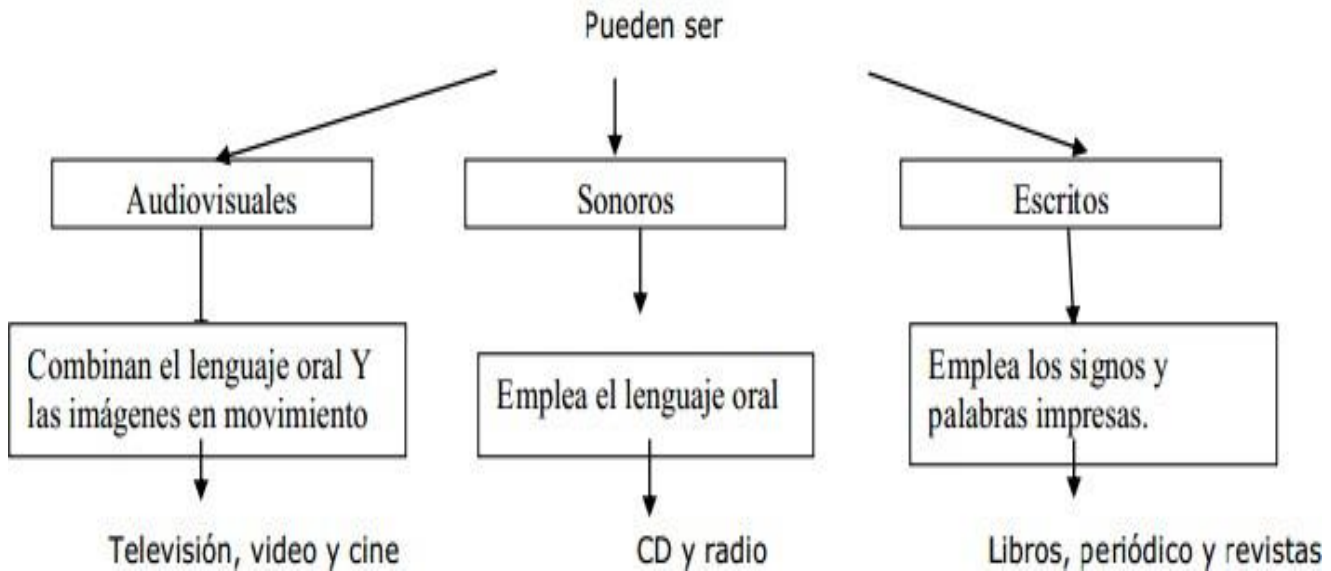 Pueden ser
Audiovisuales
Sonoros
Escritos
Combinan el lenguaje oral Y
las imágenes en movimiento
Emplea el lenguaje oral
Emplea los signos y
palabras impresas.
Televisión, video y cine
CD y radio
Libros, periódico y revistas